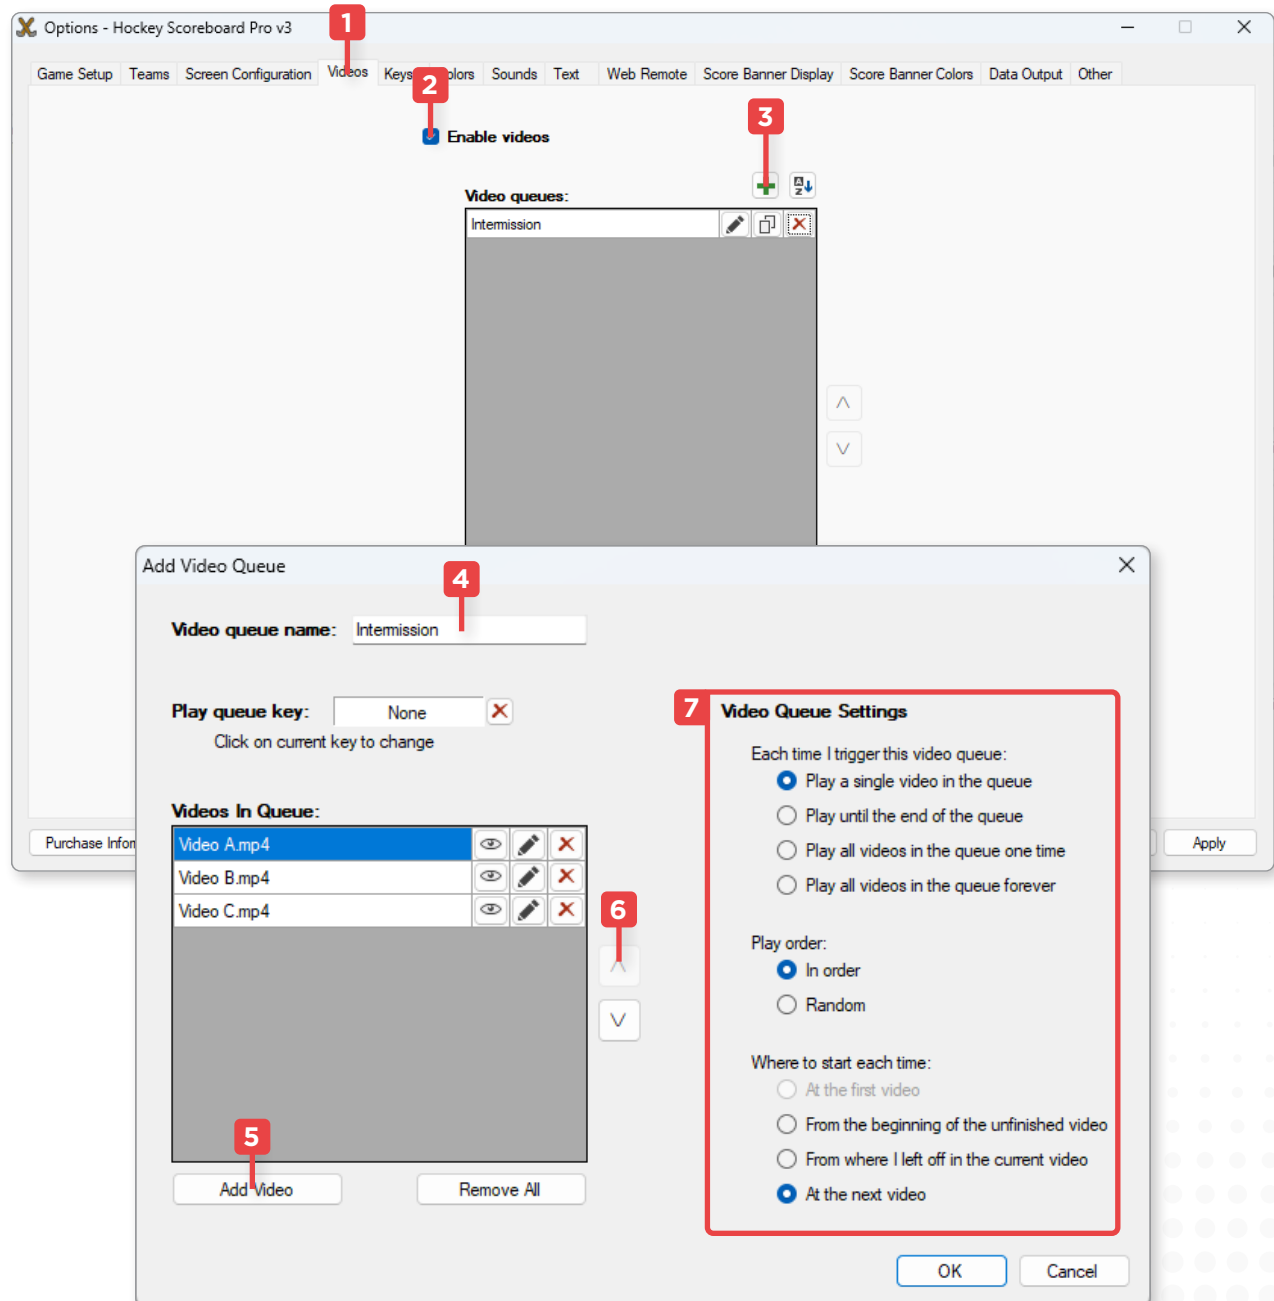 Options - Hockey Scoreboard Pro v3
1
Game Setup Teams Screen Configuration Videos Keys Colors Sounds Text Web Remote Score Banner Display Score Banner Colors Data Output Other
2
Enable videos
3
Video queues:
Intermission
Add Video Queue
4
Video queue name: Intermission
Play queue key: None
Click on current key to change
Videos In Queue:
Video A.mp4
Video B.mp4
Video C.mp4
6
5
Add Video Remove All
7 Video Queue Settings
Each time I trigger this video queue:
Play a single video in the queue
Play until the end of the queue
Play all videos in the queue one time
Play all videos in the queue forever
Play order:
In order
Random
Where to start each time:
At the first video
From the beginning of the unfinished video
From where I left off in the current video
At the next video
OK Cancel
Purchase Infor
Apply